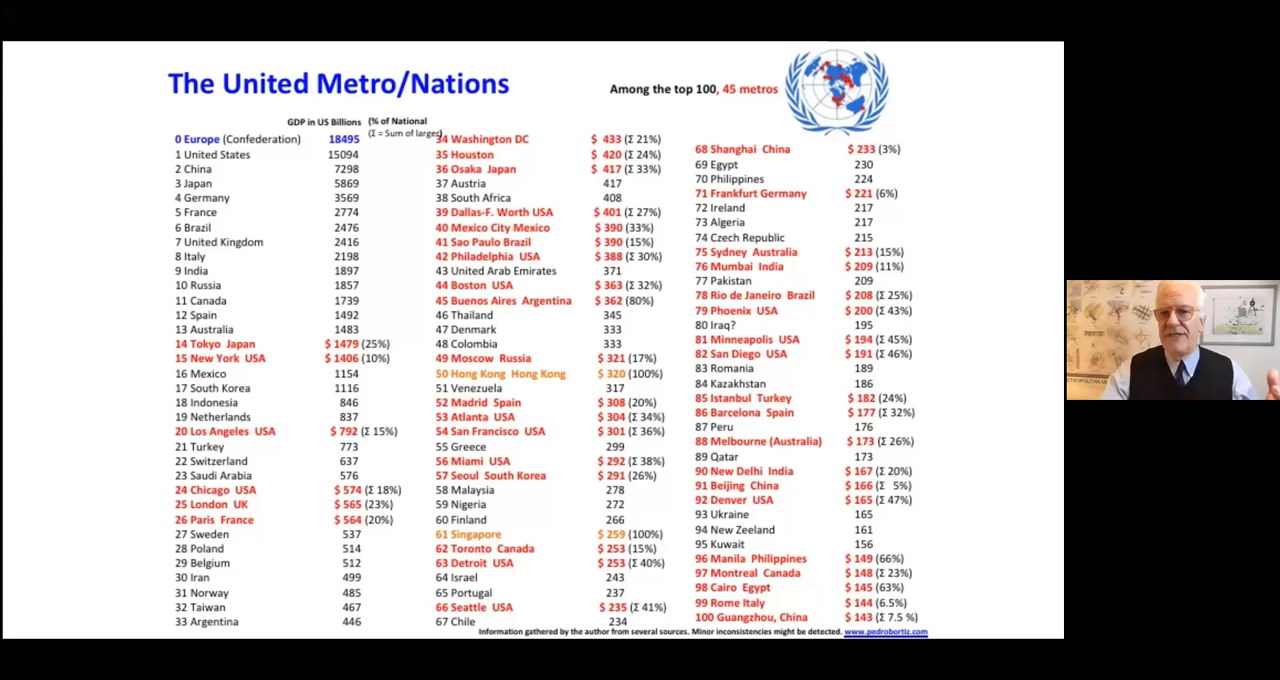 The United Metro/Nations
Among the top 100, 45 metros
GDP in US Billions (% of National
(Σ = Sum of larger)
0 Europe (Confederation) 18495
1 United States 15094
2 China 7298
3 Japan 5869
4 Germany 3569
5 France 2774
6 Brazil 2476
7 United Kingdom 2416
8 Italy 2198
9 India 1897
10 Russia 1857
11 Canada 1739
12 Spain 1492
13 Australia 1483
14 Tokyo Japan $ 1479 (25%)
15 New York USA $ 1406 (10%)
16 Mexico 1154
17 South Korea 1116
18 Indonesia 846
19 Netherlands 837
20 Los Angeles USA $ 792 (Σ 15%)
21 Turkey 773
22 Switzerland 637
23 Saudi Arabia 576
24 Chicago USA $ 574 (Σ 18%)
25 London UK $ 565 (23%)
26 Paris France $ 564 (20%)
27 Sweden 537
28 Poland 514
29 Belgium 512
30 Iran 499
31 Norway 485
32 Taiwan 467
33 Argentina 446
34 Washington DC $ 433 (Σ 21%)
35 Houston $ 420 (Σ 24%)
36 Osaka Japan $ 417 (Σ 33%)
37 Austria 417
38 South Africa 408
39 Dallas-F. Worth USA $ 401 (Σ 27%)
40 Mexico City Mexico $ 390 (33%)
41 Sao Paulo Brazil $ 390 (15%)
42 Philadelphia USA $ 388 (Σ 30%)
43 United Arab Emirates 371
44 Boston USA $ 363 (Σ 32%)
45 Buenos Aires Argentina $ 362 (80%)
46 Thailand 345
47 Denmark 333
48 Colombia 333
49 Moscow Russia $ 321 (17%)
50 Hong Kong Hong Kong $ 320 (100%)
51 Venezuela 317
52 Madrid Spain $ 308 (20%)
53 Atlanta USA $ 304 (Σ 34%)
54 San Francisco USA $ 301 (Σ 36%)
55 Greece 299
56 Miami USA $ 292 (Σ 38%)
57 Seoul South Korea $ 291 (26%)
58 Malaysia 278
59 Nigeria 272
60 Finland 266
61 Singapore $ 259 (100%)
62 Toronto Canada $ 253 (15%)
63 Detroit USA $ 253 (Σ 40%)
64 Israel 243
65 Portugal 237
66 Seattle USA $ 235 (Σ 41%)
67 Chile 234
68 Shanghai China $ 233 (3%)
69 Egypt 230
70 Philippines 224
71 Frankfurt Germany $ 221 (6%)
72 Ireland 217
73 Algeria 217
74 Czech Republic 215
75 Sydney Australia $ 213 (15%)
76 Mumbai India $ 209 (11%)
77 Pakistan 209
78 Rio de Janeiro Brazil $ 208 (Σ 25%)
79 Phoenix USA $ 200 (Σ 43%)
80 Iraq? 195
81 Minneapolis USA $ 194 (Σ 45%)
82 San Diego USA $ 191 (Σ 46%)
83 Romania 189
84 Kazakhstan 186
85 Istanbul Turkey $ 182 (24%)
86 Barcelona Spain $ 177 (Σ 32%)
87 Peru 176
88 Melbourne (Australia) $ 173 (Σ 26%)
89 Qatar 173
90 New Delhi India $ 167 (Σ 20%)
91 Beijing China $ 166 (Σ 5%)
92 Denver USA $ 165 (Σ 47%)
93 Ukraine 165
94 New Zeeland 161
95 Kuwait 156
96 Manila Philippines $ 149 (66%)
97 Montreal Canada $ 148 (Σ 23%)
98 Cairo Egypt $ 145 (63%)
99 Rome Italy $ 144 (6.5%)
100 Guangzhou, China $ 143 (Σ 7.5 %)
Information gathered by the author from several sources. Minor inconsistencies might be detected. www.pedrobortiz.com